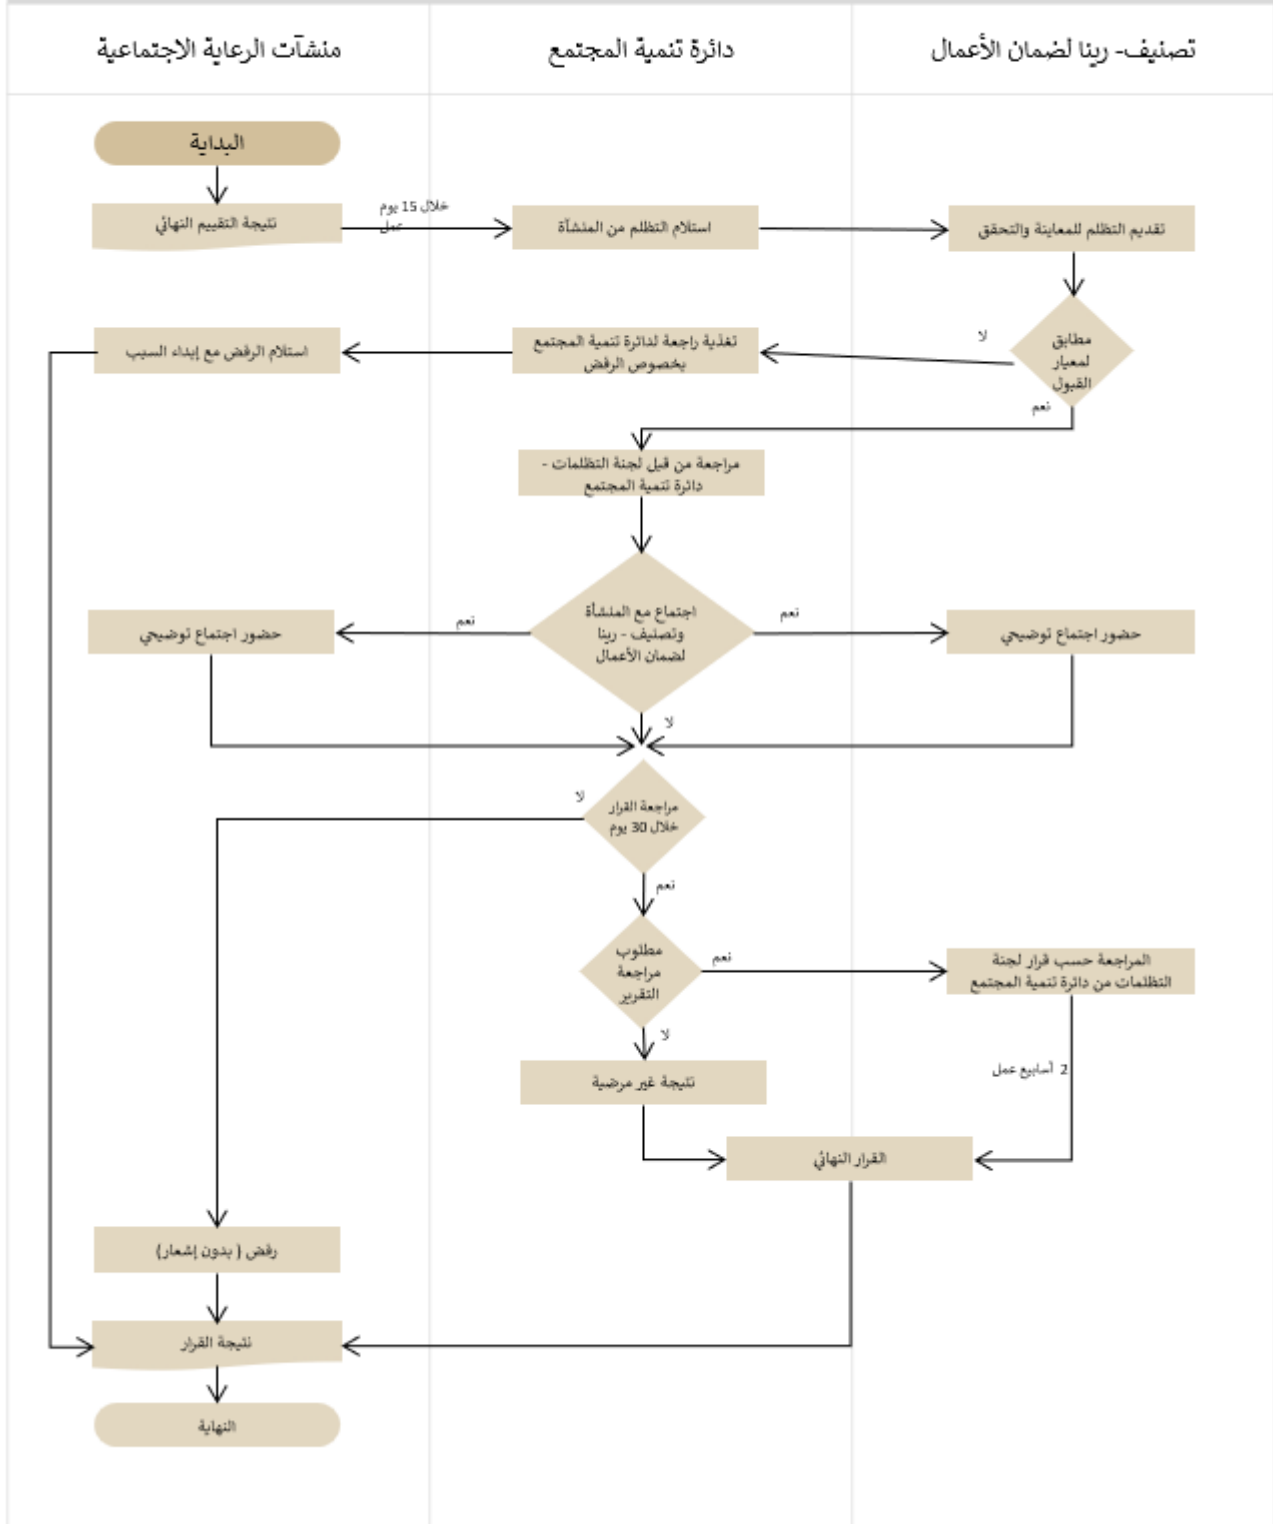 تصنيف- رينا لضمان الأعمال
دائرة تنمية المجتمع
منشآت الرعاية الاجتماعية
البداية
نتيجة التقييم النهائي
خلال 15 يوم
عمل
استلام التظلم من المنشآة
تقديم التظلم للمعاينة والتحقق
مطابق
لمعيار
القبول
لا
تغذية راجعة لدائرة تنمية المجتمع
بخصوص الرفض
استلام الرفض مع إبداء السبب
نعم
مراجعة من قبل لجنة التظلمات -
دائرة تنمية المجتمع
اجتماع مع المنشأة
وتصنيف - رينا
لضمان الأعمال
نعم
حضور اجتماع توضيحي
نعم
حضور اجتماع توضيحي
لا
مراجعة القرار
خلال 30 يوم
لا
نعم
مطلوب
مراجعة
التقرير
نعم
المراجعة حسب قرار لجنة
التظلمات من دائرة تنمية المجتمع
لا
2 أسابيع عمل
نتيجة غير مرضية
القرار النهائي
رفض ( بدون إشعار)
نتيجة القرار
النهاية